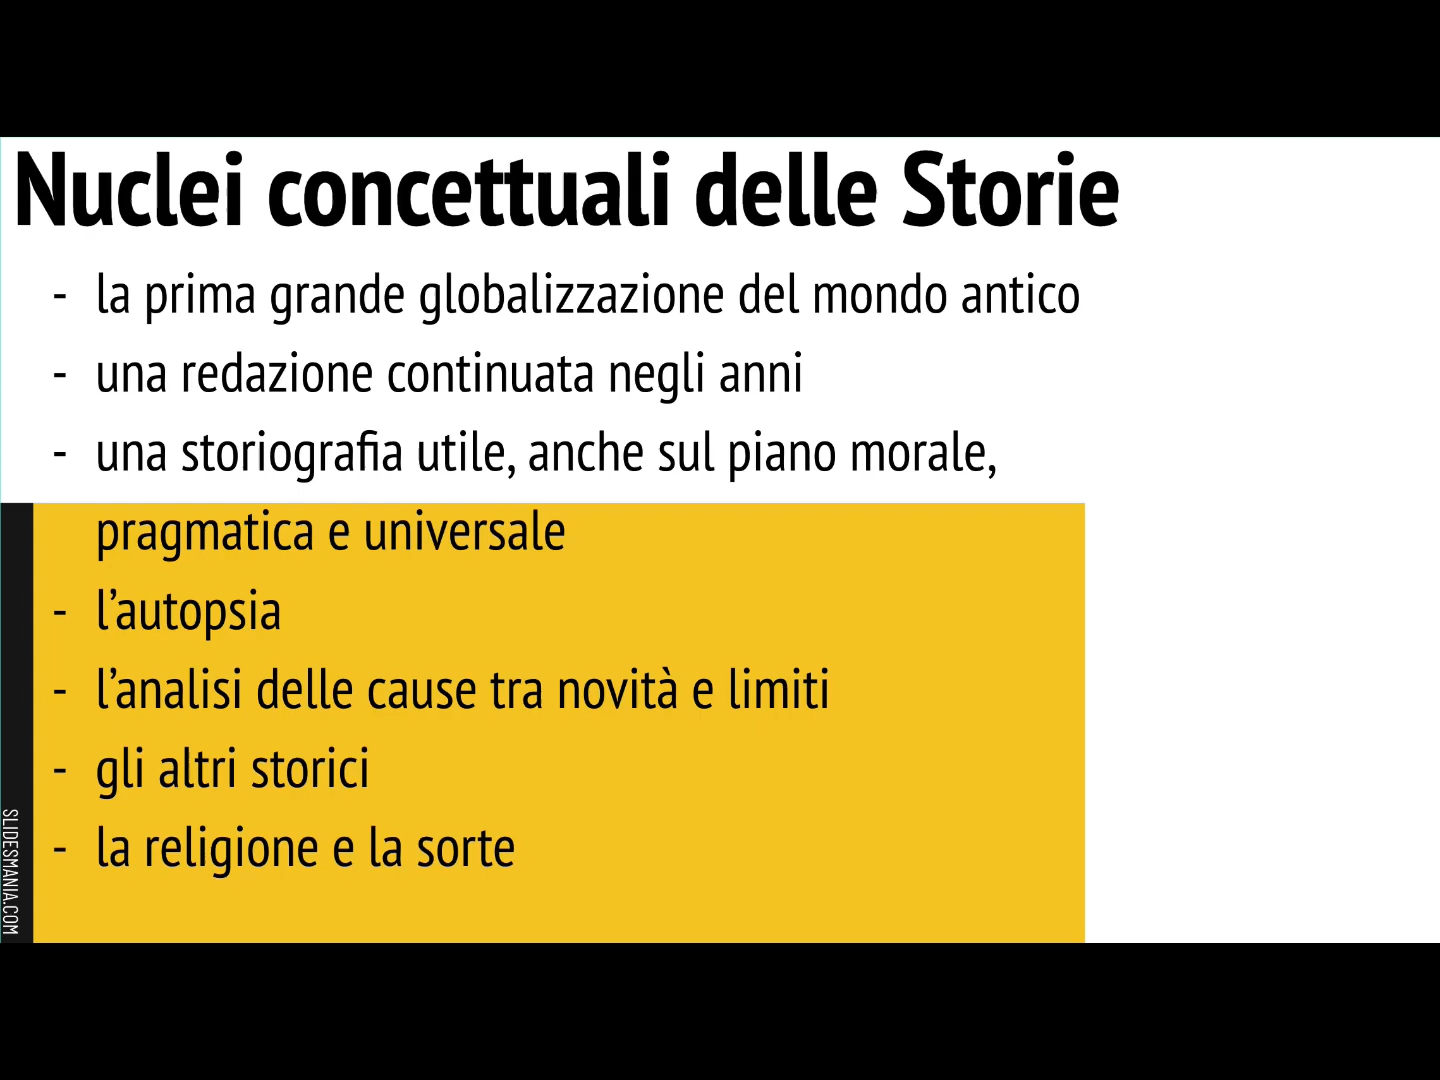 Nuclei concettuali delle Storie
- la prima grande globalizzazione del mondo antico
- una redazione continuata negli anni
- una storiografia utile, anche sul piano morale,
pragmatica e universale
- l’autopsia
- l’analisi delle cause tra novità e limiti
- gli altri storici
- la religione e la sorte
SLIDESMANIA.COM